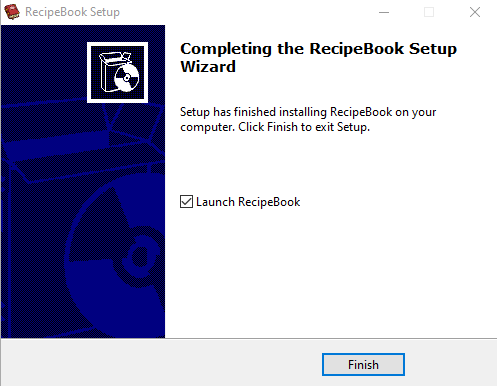 RecipeBook Setup
Completing the RecipeBook Setup
Wizard
Setup has finished installing RecipeBook on your
computer. Click Finish to exit Setup.
Launch RecipeBook
Finish